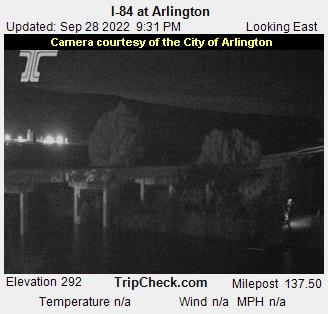 I-84 at Arlington
Updated: Sep 28 2022 9:31 PM Looking East
Camera courtesy of the City of Arlington
Elevation 292 TripCheck.com Milepost 137.50
Temperature n/a Wind n/a MPH n/a